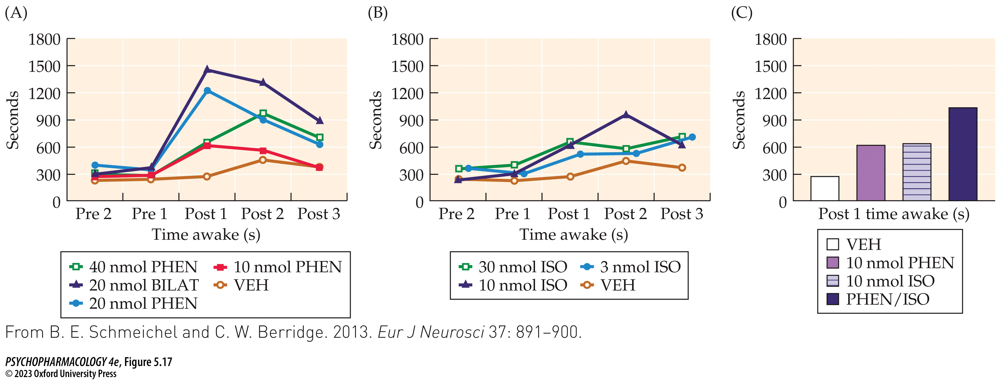 (A)
1800
1500
1200
900
600
300
0
Seconds
Pre 2 Pre 1 Post 1 Post 2 Post 3
Time awake (s)
40 nmol PHEN 10 nmol PHEN
20 nmol BILAT VEH
20 nmol PHEN
(B)
1800
1500
1200
900
600
300
0
Seconds
Pre 2 Pre 1 Post 1 Post 2 Post 3
Time awake (s)
30 nmol ISO 3 nmol ISO
10 nmol ISO VEH
(C)
1800
1500
1200
900
600
300
0
Seconds
Post 1 time awake (s)
VEH
10 nmol PHEN
10 nmol ISO
PHEN/ISO
From B. E. Schmeichel and C. W. Berridge. 2013. Eur J Neurosci 37: 891–900.
PSYCHOPHARMACOLOGY 4e, Figure 5.17
© 2023 Oxford University Press